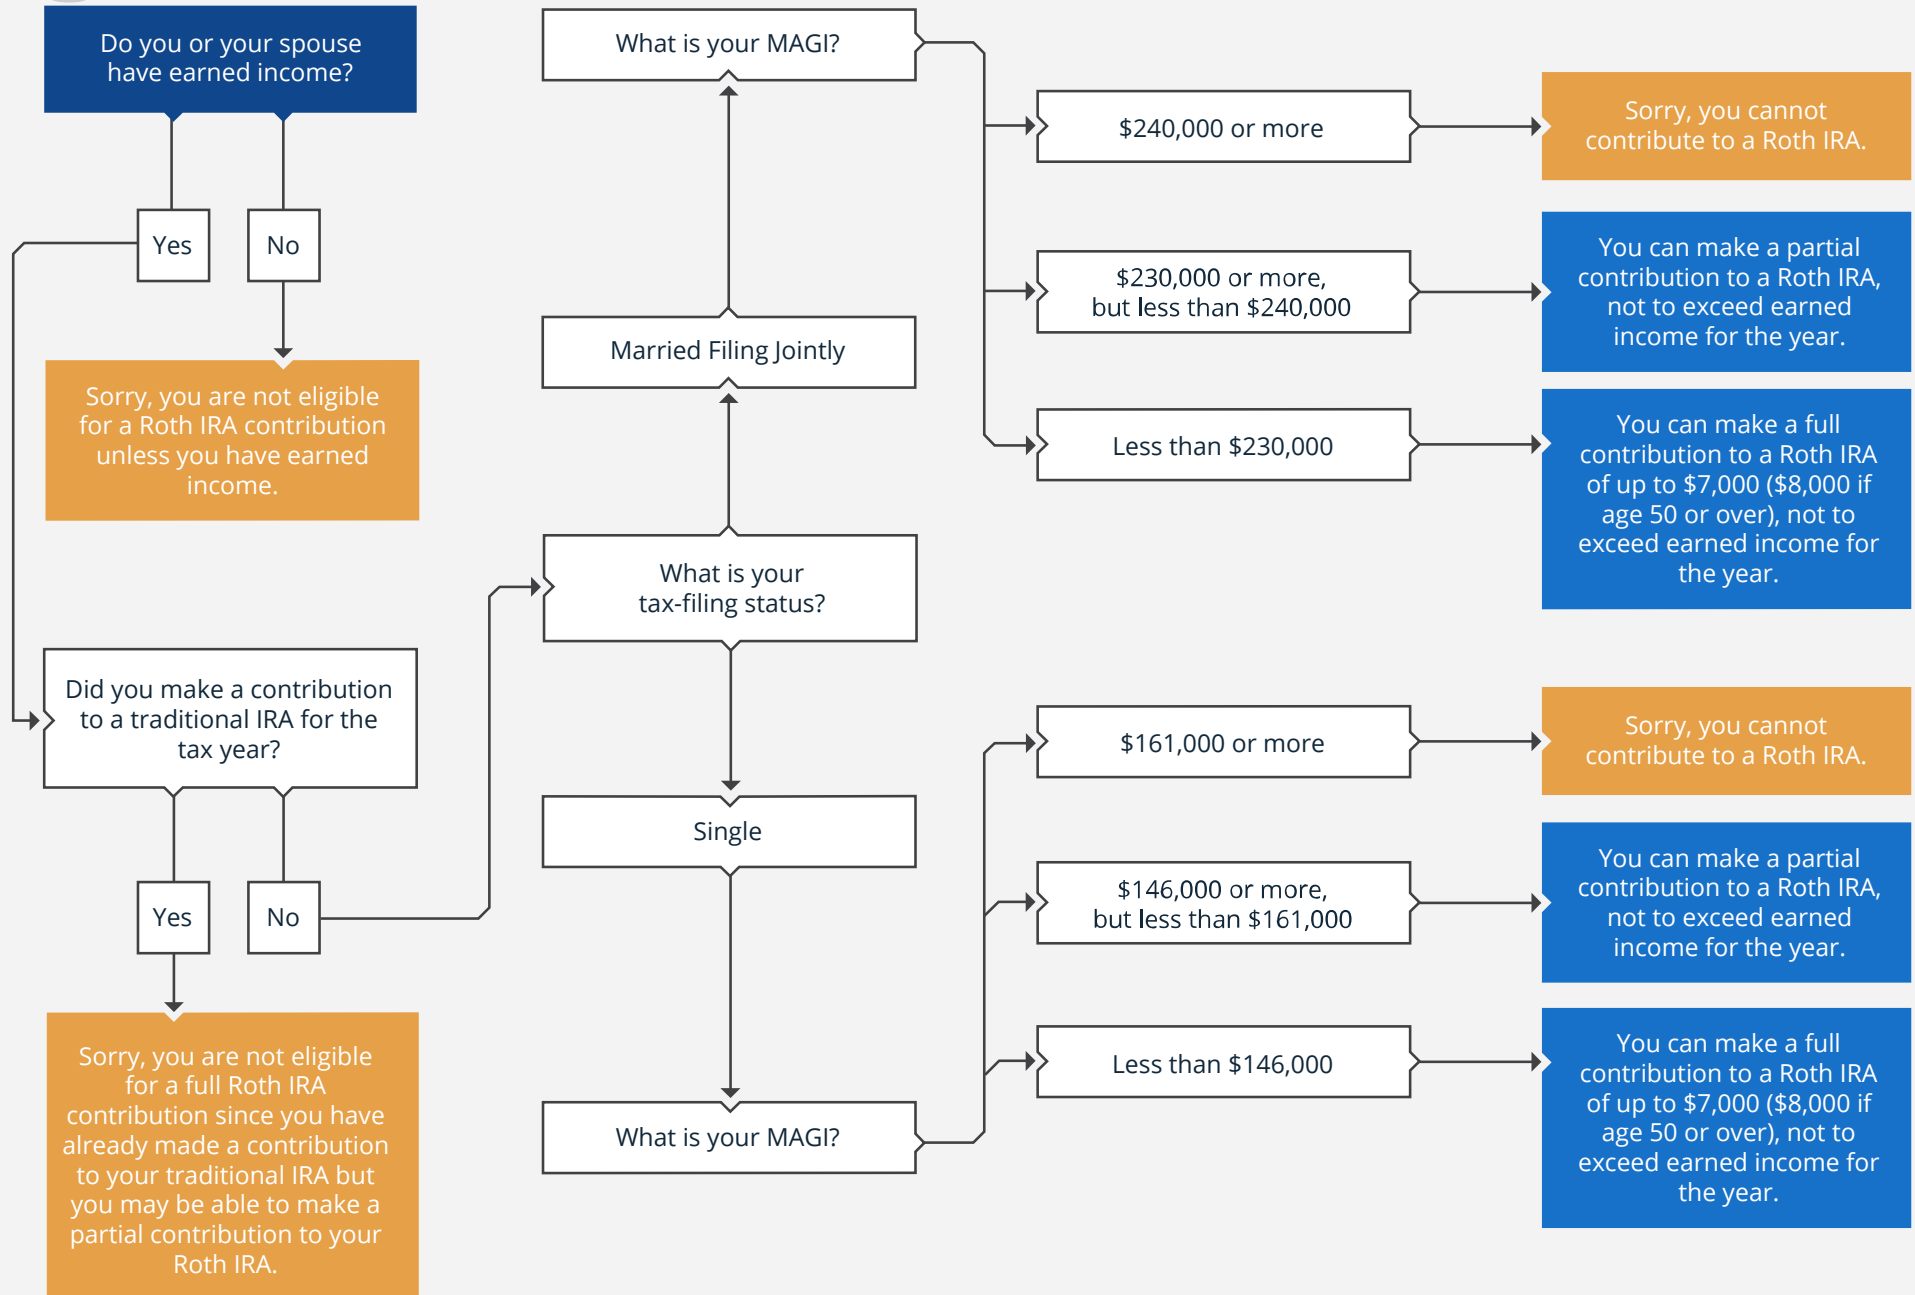 Do you or your spouse
have earned income?
Yes
No
Sorry, you are not eligible
for a Roth IRA contribution
unless you have earned
income.
Did you make a contribution
to a traditional IRA for the
tax year?
Yes
No
Sorry, you are not eligible
for a full Roth IRA
contribution since you have
already made a contribution
to your traditional IRA but
you may be able to make a
partial contribution to your
Roth IRA.
What is your MAGI?
Married Filing Jointly
What is your
tax-filing status?
Single
What is your MAGI?
$240,000 or more
$230,000 or more,
but less than $240,000
Less than $230,000
$161,000 or more
$146,000 or more,
but less than $161,000
Less than $146,000
Sorry, you cannot
contribute to a Roth IRA.
You can make a partial
contribution to a Roth IRA,
not to exceed earned
income for the year.
You can make a full
contribution to a Roth IRA
of up to $7,000 ($8,000 if
age 50 or over), not to
exceed earned income for
the year.
Sorry, you cannot
contribute to a Roth IRA.
You can make a partial
contribution to a Roth IRA,
not to exceed earned
income for the year.
You can make a full
contribution to a Roth IRA
of up to $7,000 ($8,000 if
age 50 or over), not to
exceed earned income for
the year.